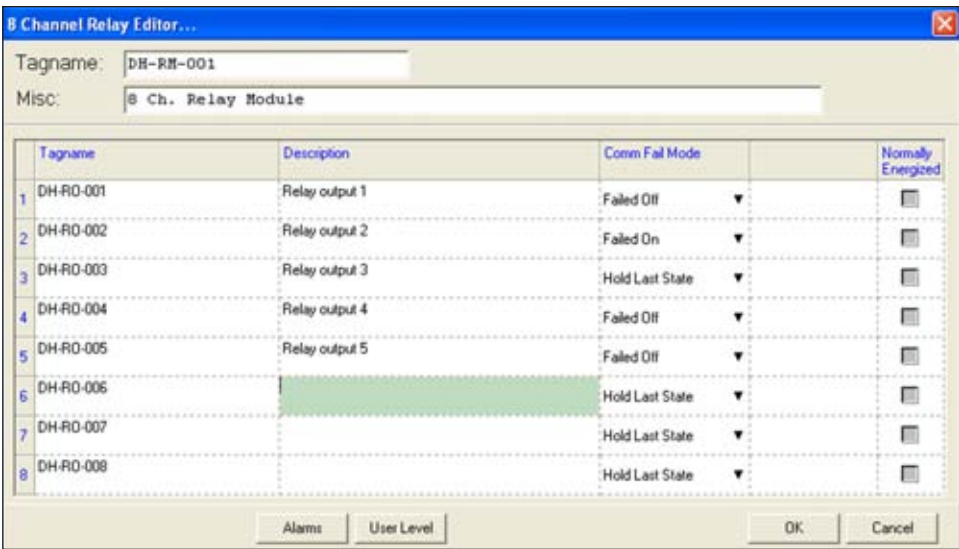 8 Channel Relay Editor...
Tagname: DH-RM-001
Misc: 8 Ch. Relay Module
Tagname Description Comm Fail Mode Normally Energized
1 DH-RO-001 Relay output 1 Failed Off
2 DH-RO-002 Relay output 2 Failed On
3 DH-RO-003 Relay output 3 Hold Last State
4 DH-RO-004 Relay output 4 Failed Off
5 DH-RO-005 Relay output 5 Failed Off
6 DH-RO-006 Hold Last State
7 DH-RO-007 Hold Last State
8 DH-RO-008 Hold Last State
Alarms User Level OK Cancel